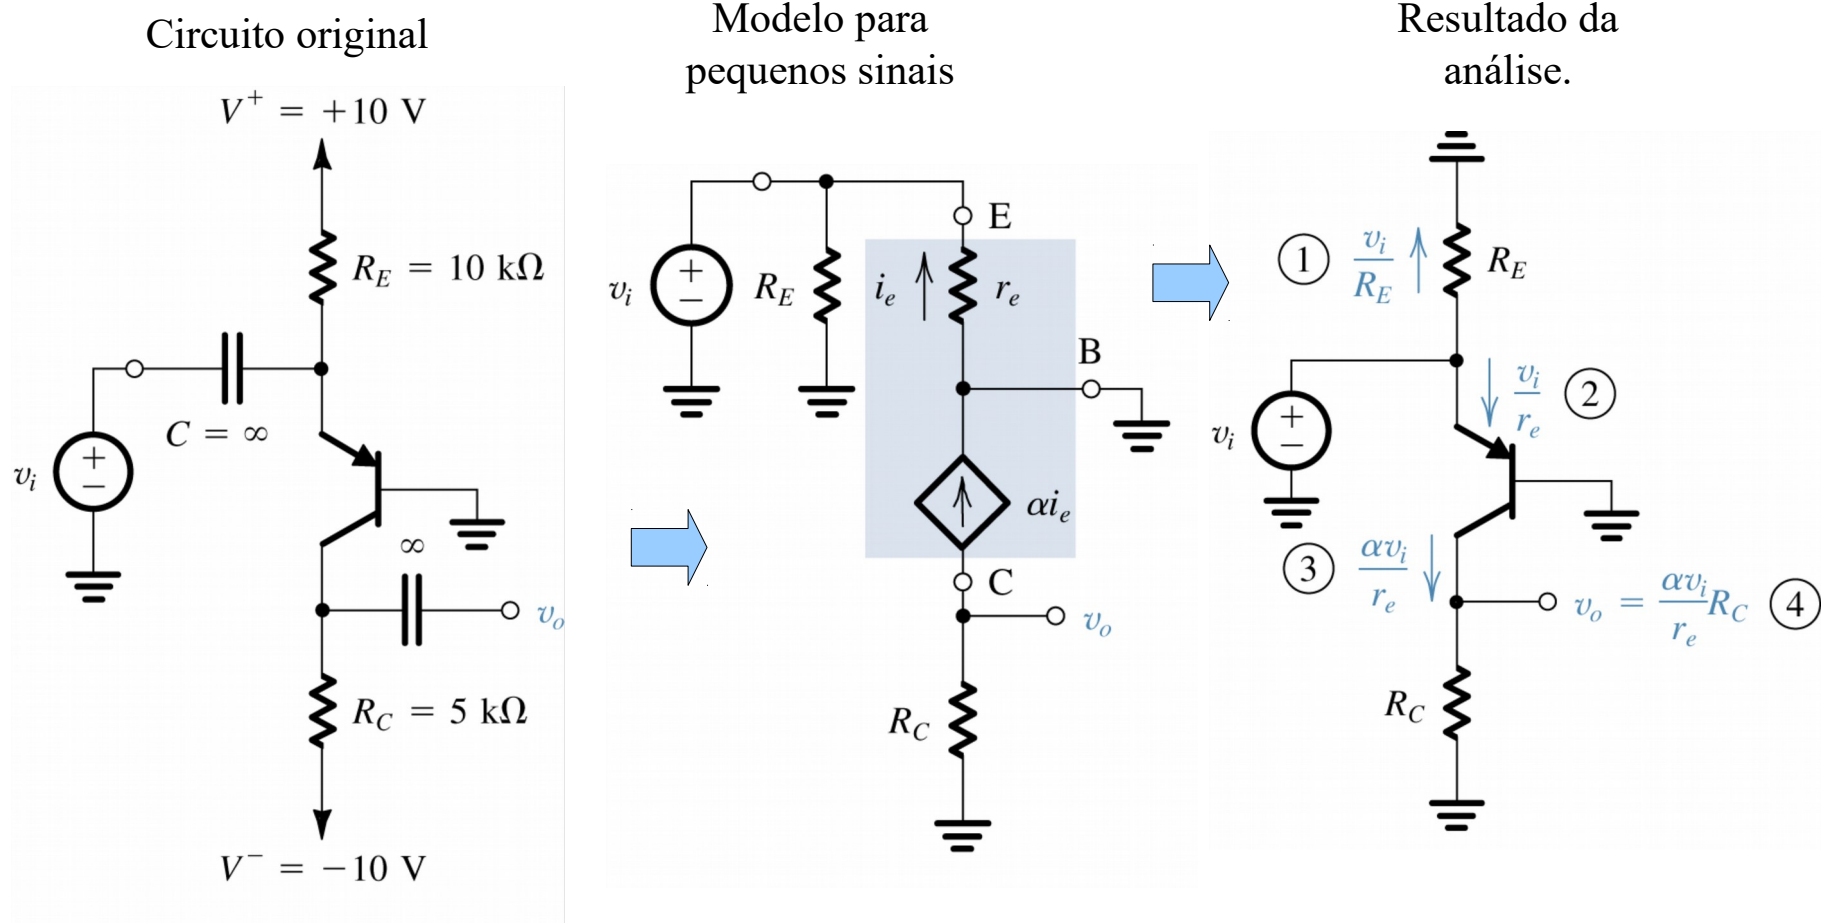 Circuito original
V⁺ = +10 V
R_E = 10 kΩ
C = ∞
v_i
+
−
∞
v_o
R_C = 5 kΩ
V⁻ = −10 V
Modelo para
pequenos sinais
v_i
+
−
R_E
i_e
r_e
E
B
αi_e
C
v_o
R_C
Resultado da
análise.
1 v_i/R_E
R_E
v_i/r_e 2
v_i
+
−
3 αv_i/r_e
v_o = αv_i/r_e R_C 4
R_C